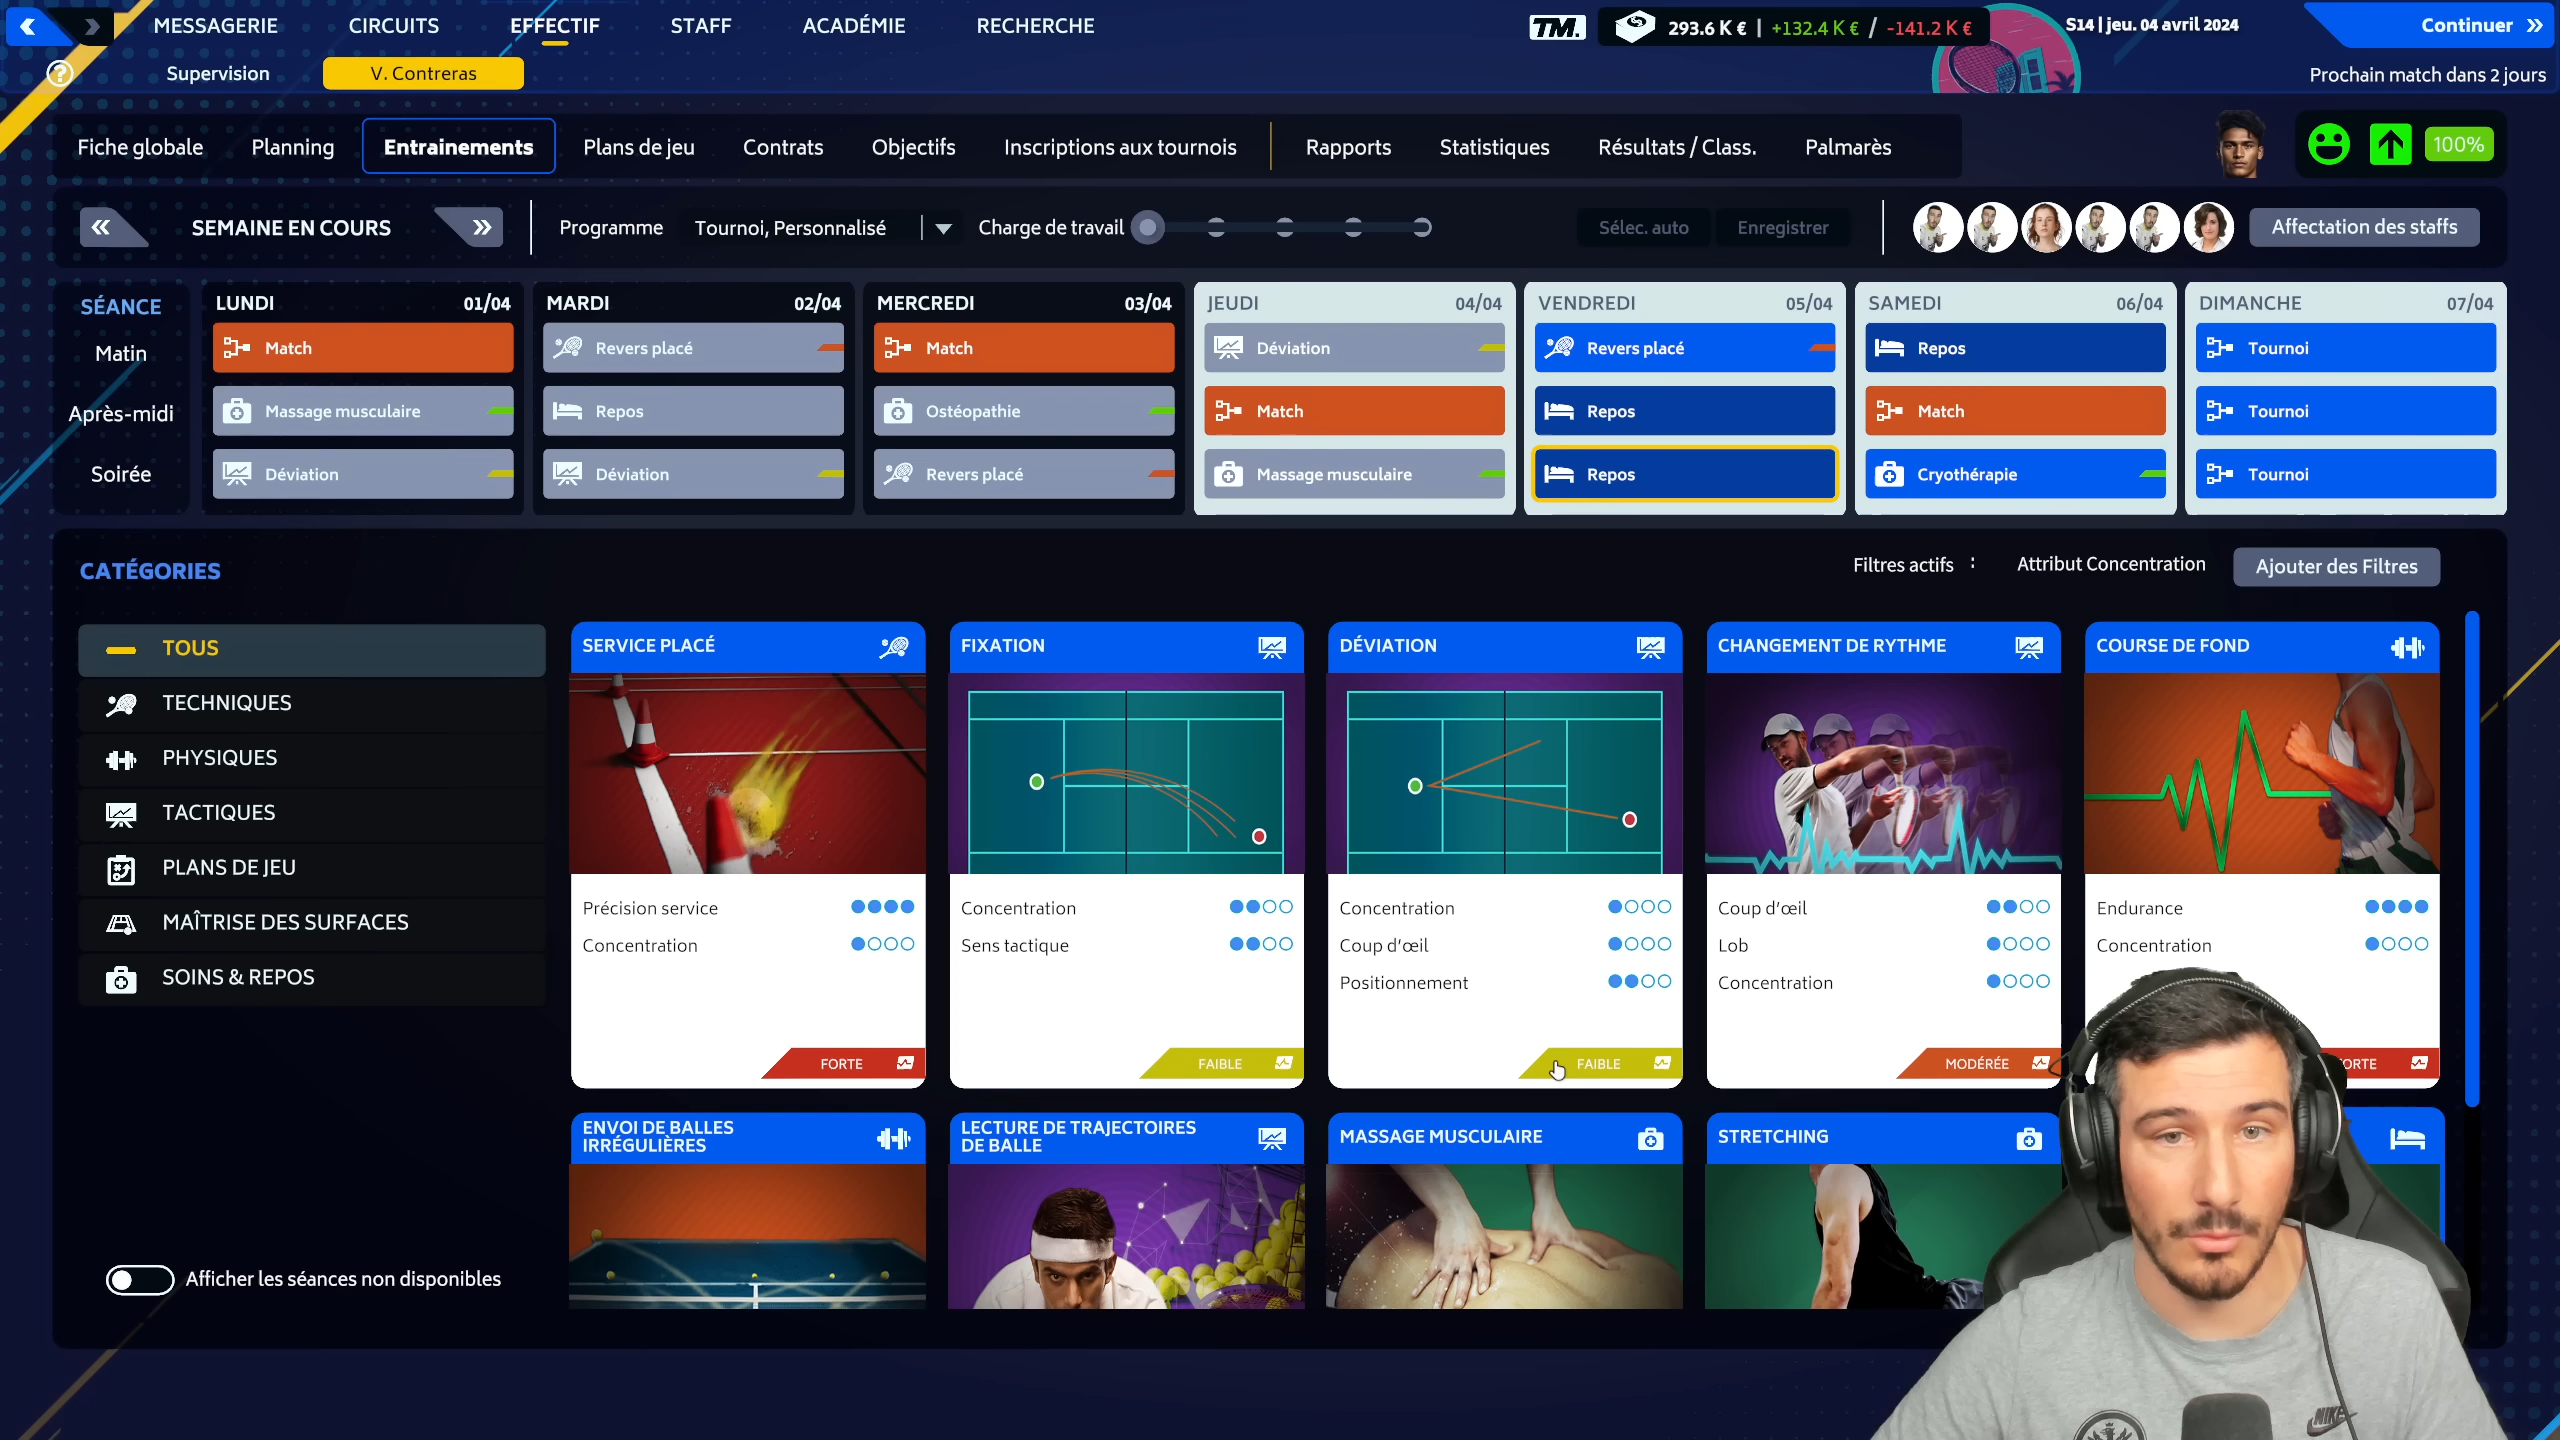 MESSAGERIE CIRCUITS EFFECTIF STAFF ACADÉMIE RECHERCHE
TM. 293.6 K € | +132.4 K € / -141.2 K €
S14 | jeu. 04 avril 2024
Continuer
Supervision V. Contreras
Prochain match dans 2 jours
Fiche globale Planning Entrainements Plans de jeu Contrats Objectifs Inscriptions aux tournois Rapports Statistiques Résultats / Class. Palmarès
100%
SEMAINE EN COURS
Programme Tournoi, Personnalisé
Charge de travail
Sélec. auto Enregistrer
Affectation des staffs
SÉANCE LUNDI 01/04 MARDI 02/04 MERCREDI 03/04 JEUDI 04/04 VENDREDI 05/04 SAMEDI 06/04 DIMANCHE 07/04
Matin Match Revers placé Match Déviation Revers placé Repos Tournoi
Après-midi Massage musculaire Repos Ostéopathie Match Repos Match Tournoi
Soirée Déviation Déviation Revers placé Massage musculaire Repos Cryothérapie Tournoi
CATÉGORIES
Filtres actifs : Attribut Concentration Ajouter des Filtres
TOUS
TECHNIQUES
PHYSIQUES
TACTIQUES
PLANS DE JEU
MAÎTRISE DES SURFACES
SOINS & REPOS
Afficher les séances non disponibles
SERVICE PLACÉ
Précision service
Concentration
FORTE
FIXATION
Concentration
Sens tactique
FAIBLE
DÉVIATION
Concentration
Coup d'œil
Positionnement
FAIBLE
CHANGEMENT DE RYTHME
Coup d'œil
Lob
Concentration
MODÉRÉE
COURSE DE FOND
Endurance
Concentration
ORTE
ENVOI DE BALLES
IRRÉGULIÈRES
LECTURE DE TRAJECTOIRES
DE BALLE
MASSAGE MUSCULAIRE
STRETCHING
NIKE